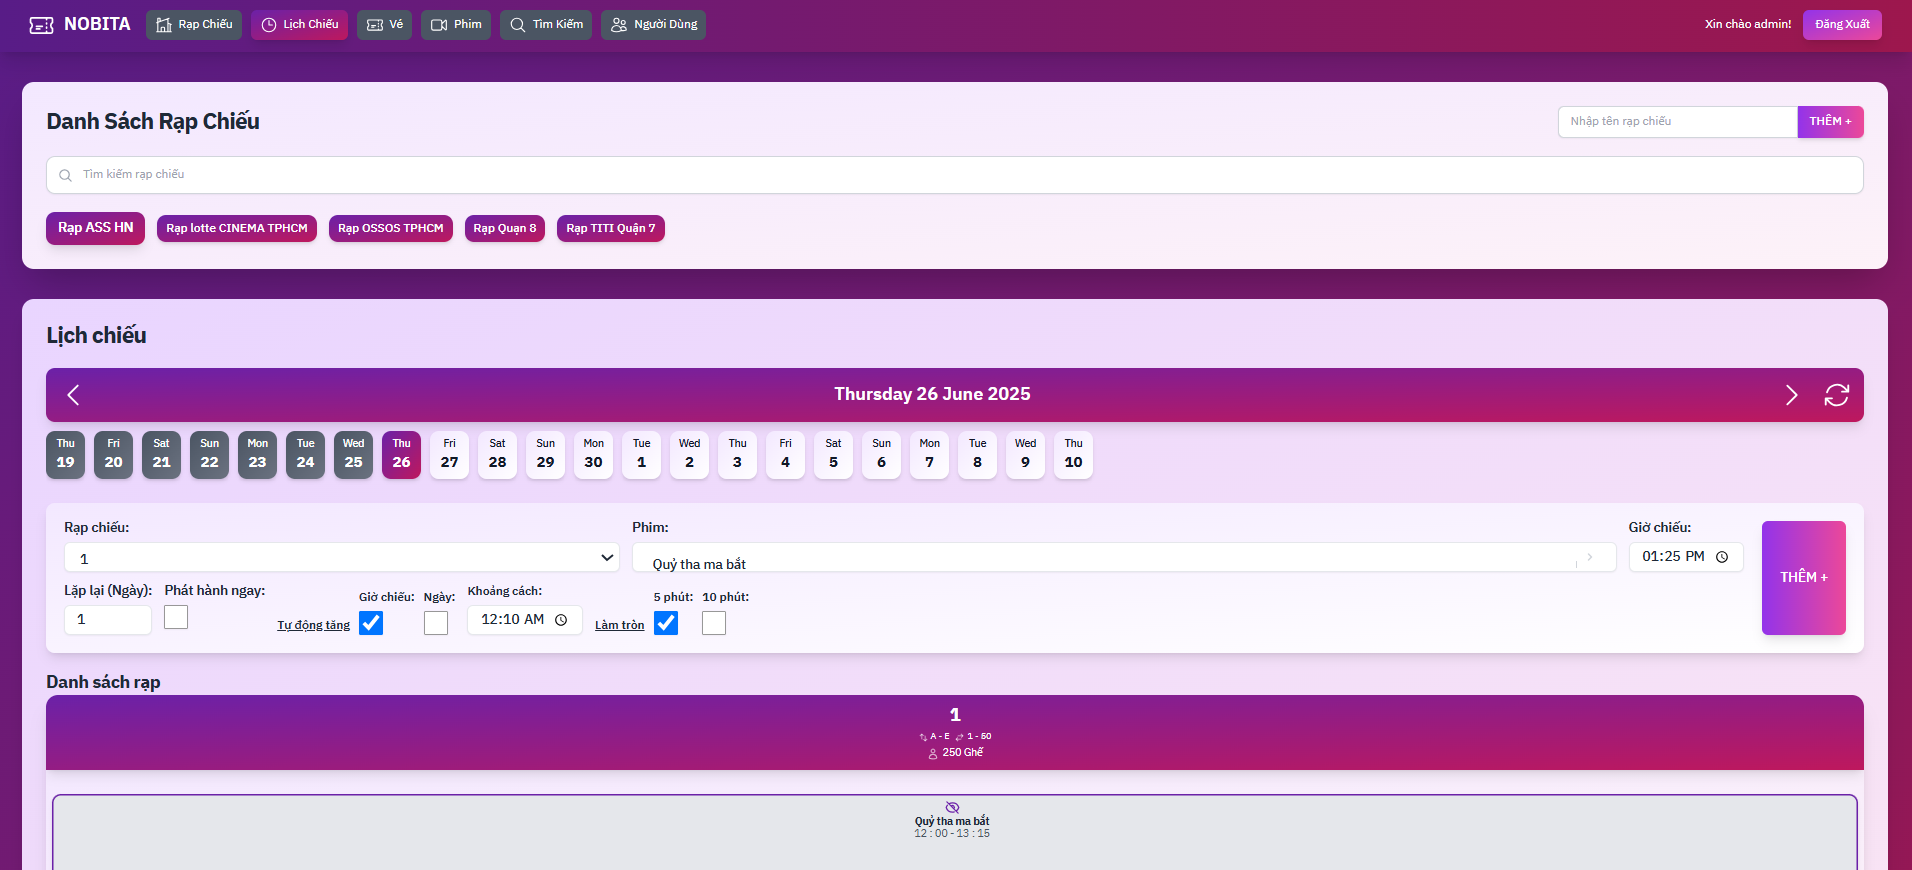 NOBITA
Rạp Chiếu
Lịch Chiếu
Vé
Phim
Tìm Kiếm
Người Dùng
Xin chào admin!
Đăng Xuất
Danh Sách Rạp Chiếu
Nhập tên rạp chiếu
THÊM +
Tìm kiếm rạp chiếu
Rạp ASS HN
Rạp lotte CINEMA TPHCM
Rạp OSSOS TPHCM
Rạp Quạn 8
Rạp TITI Quận 7
Lịch chiếu
Thursday 26 June 2025
Thu Fri Sat Sun Mon Tue Wed Thu Fri Sat Sun Mon Tue Wed Thu Fri Sat Sun Mon Tue Wed Thu
19 20 21 22 23 24 25 26 27 28 29 30 1 2 3 4 5 6 7 8 9 10
Rạp chiếu:
1
Phim:
Quỷ tha ma bắt
Giờ chiếu:
01:25 PM
THÊM +
Lặp lại (Ngày):
1
Phát hành ngay:
Tự động tăng
Giờ chiếu:
Ngày:
Khoảng cách:
12:10 AM
Làm tròn
5 phút:
10 phút:
Danh sách rạp
1
A - E 1 - 50
250 Ghế
Quỷ tha ma bắt
12 : 00 - 13 : 15